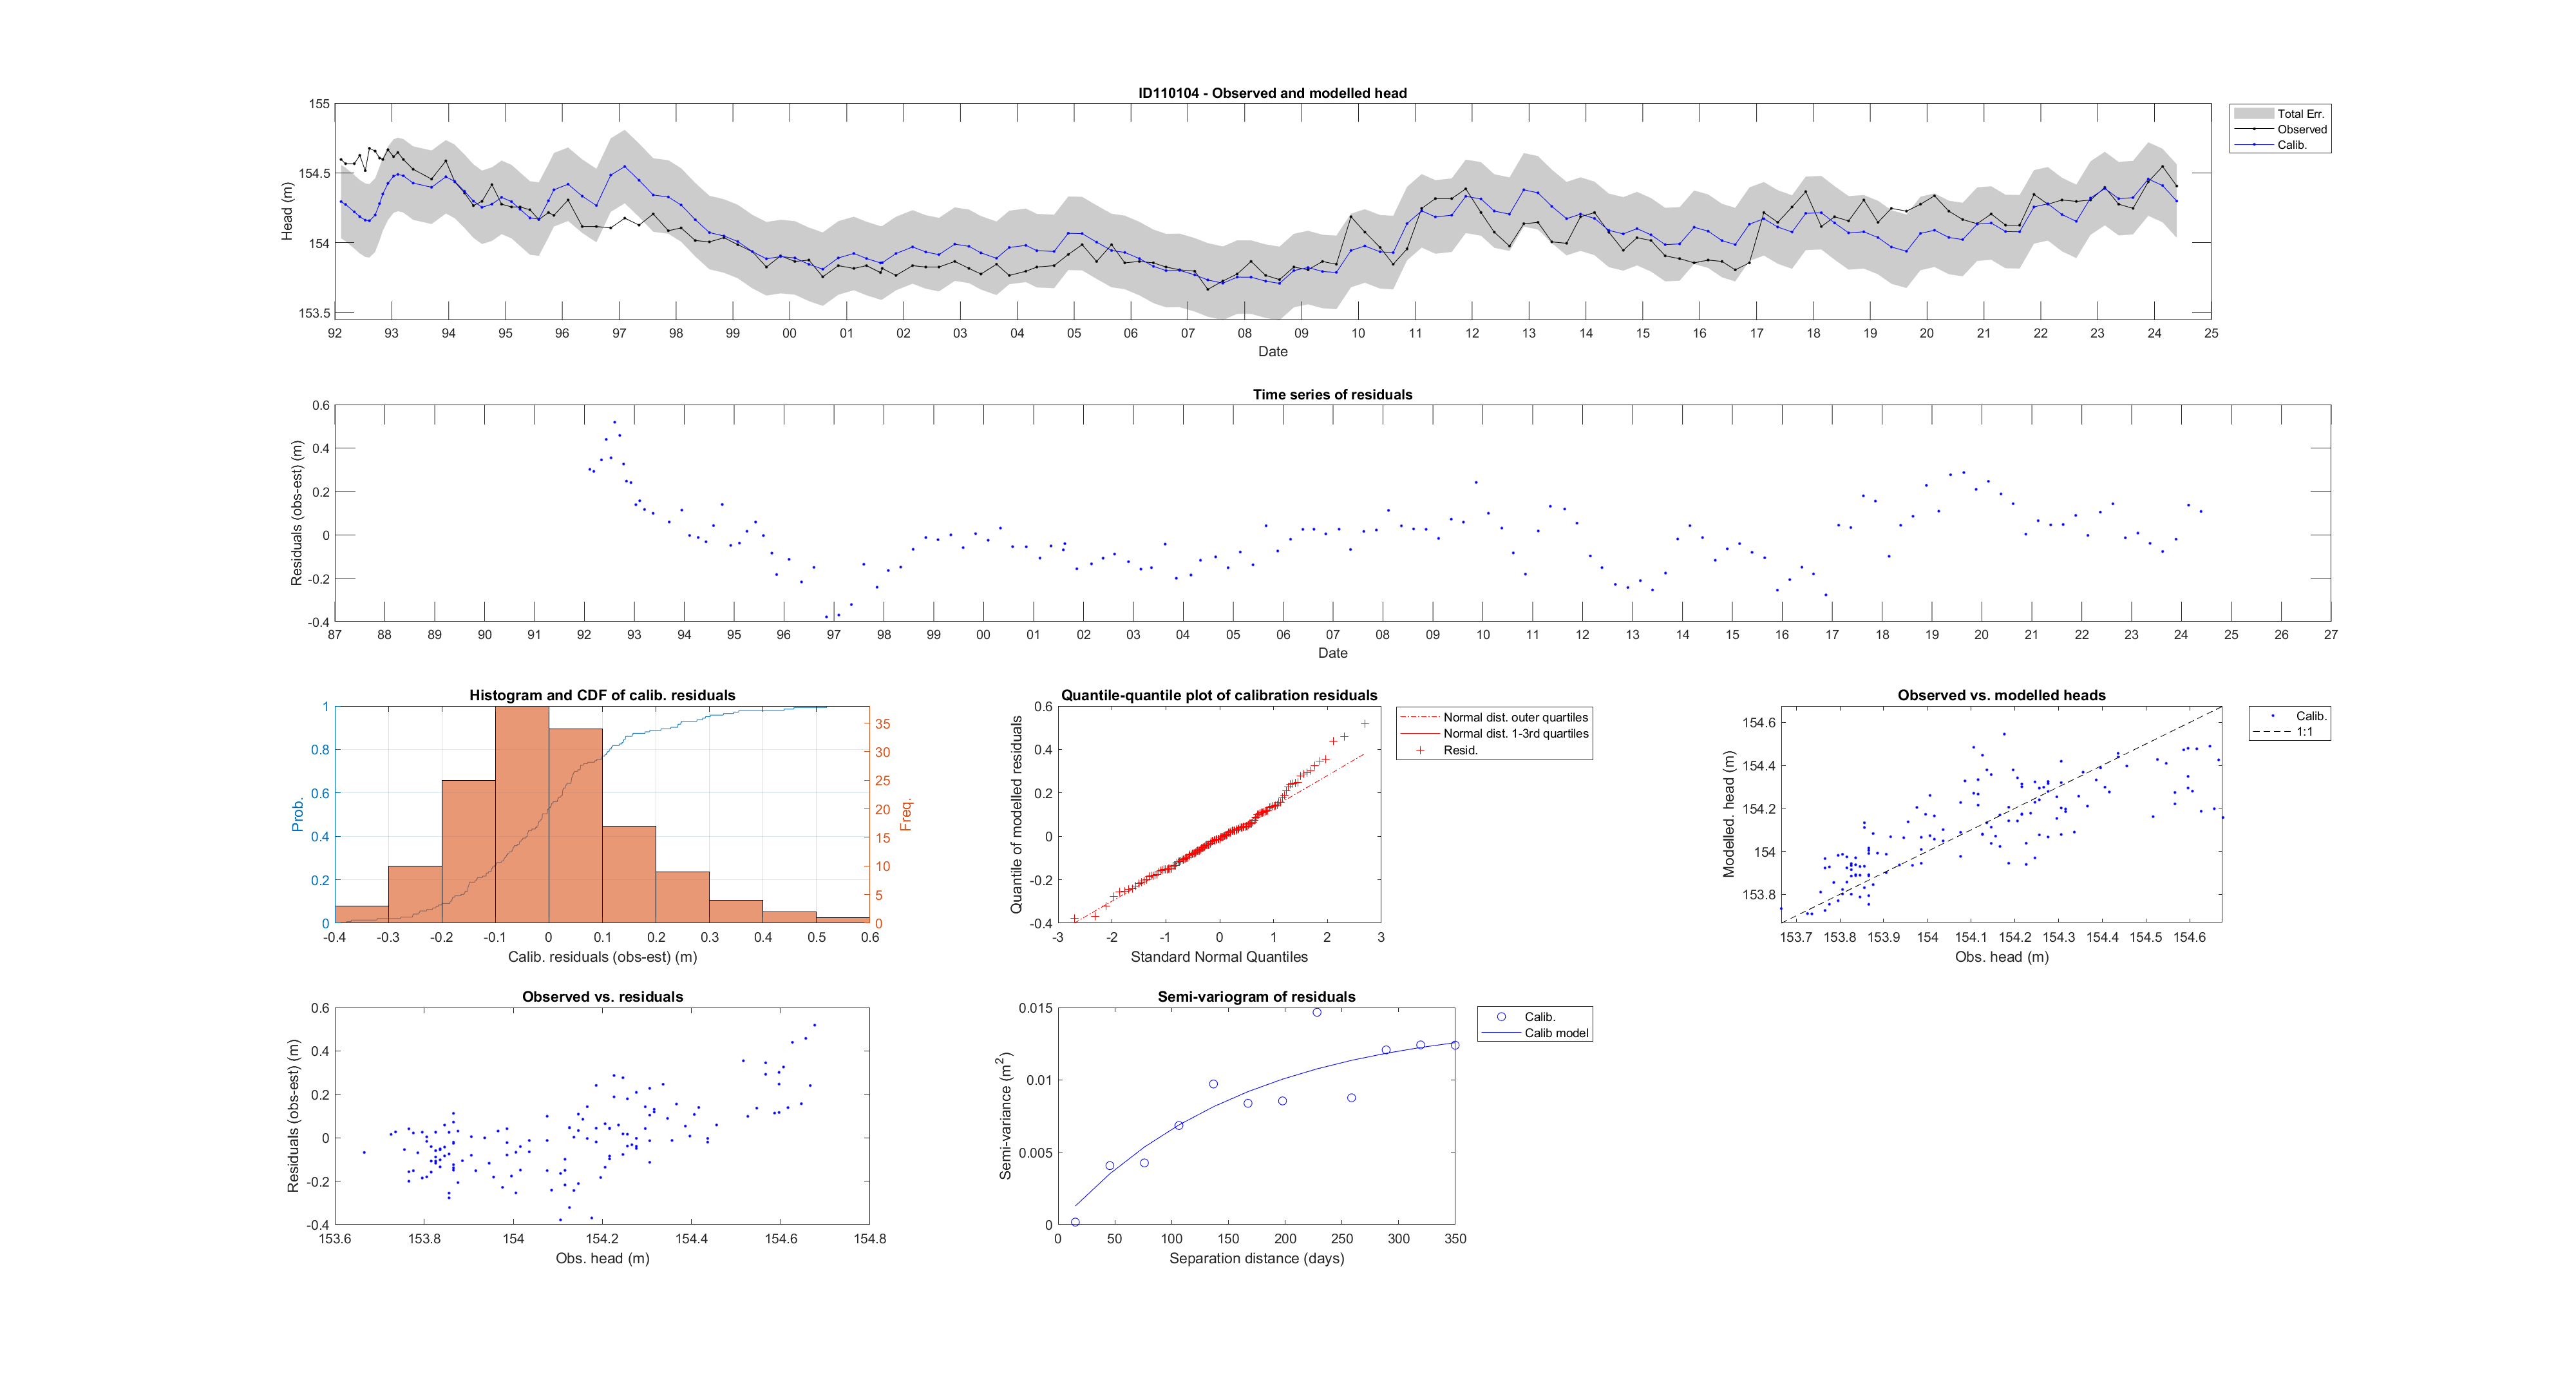 ID110104 - Observed and modelled head
155
154.5
154
153.5
Head (m)
92 93 94 95 96 97 98 99 00 01 02 03 04 05 06 07 08 09 10 11 12 13 14 15 16 17 18 19 20 21 22 23 24 25
Date
Total Err.
Observed
Calib.
Time series of residuals
0.6
0.4
0.2
0
-0.2
-0.4
Residuals (obs-est) (m)
87 88 89 90 91 92 93 94 95 96 97 98 99 00 01 02 03 04 05 06 07 08 09 10 11 12 13 14 15 16 17 18 19 20 21 22 23 24 25 26 27
Date
Histogram and CDF of calib. residuals
1
0.8
0.6
0.4
0.2
0
Prob.
35
30
25
20
15
10
5
0
Freq.
-0.4 -0.3 -0.2 -0.1 0 0.1 0.2 0.3 0.4 0.5 0.6
Calib. residuals (obs-est) (m)
Quantile-quantile plot of calibration residuals
0.6
0.4
0.2
0
-0.2
-0.4
Quantile of modelled residuals
-3 -2 -1 0 1 2 3
Standard Normal Quantiles
Normal dist. outer quartiles
Normal dist. 1-3rd quartiles
Resid.
Observed vs. modelled heads
154.6
154.4
154.2
154
153.8
Modelled. head (m)
153.7 153.8 153.9 154 154.1 154.2 154.3 154.4 154.5 154.6
Obs. head (m)
Calib.
1:1
Observed vs. residuals
0.6
0.4
0.2
0
-0.2
-0.4
Residuals (obs-est) (m)
153.6 153.8 154 154.2 154.4 154.6 154.8
Obs. head (m)
Semi-variogram of residuals
0.015
0.01
0.005
0
Semi-variance (m²)
0 50 100 150 200 250 300 350
Separation distance (days)
Calib.
Calib model